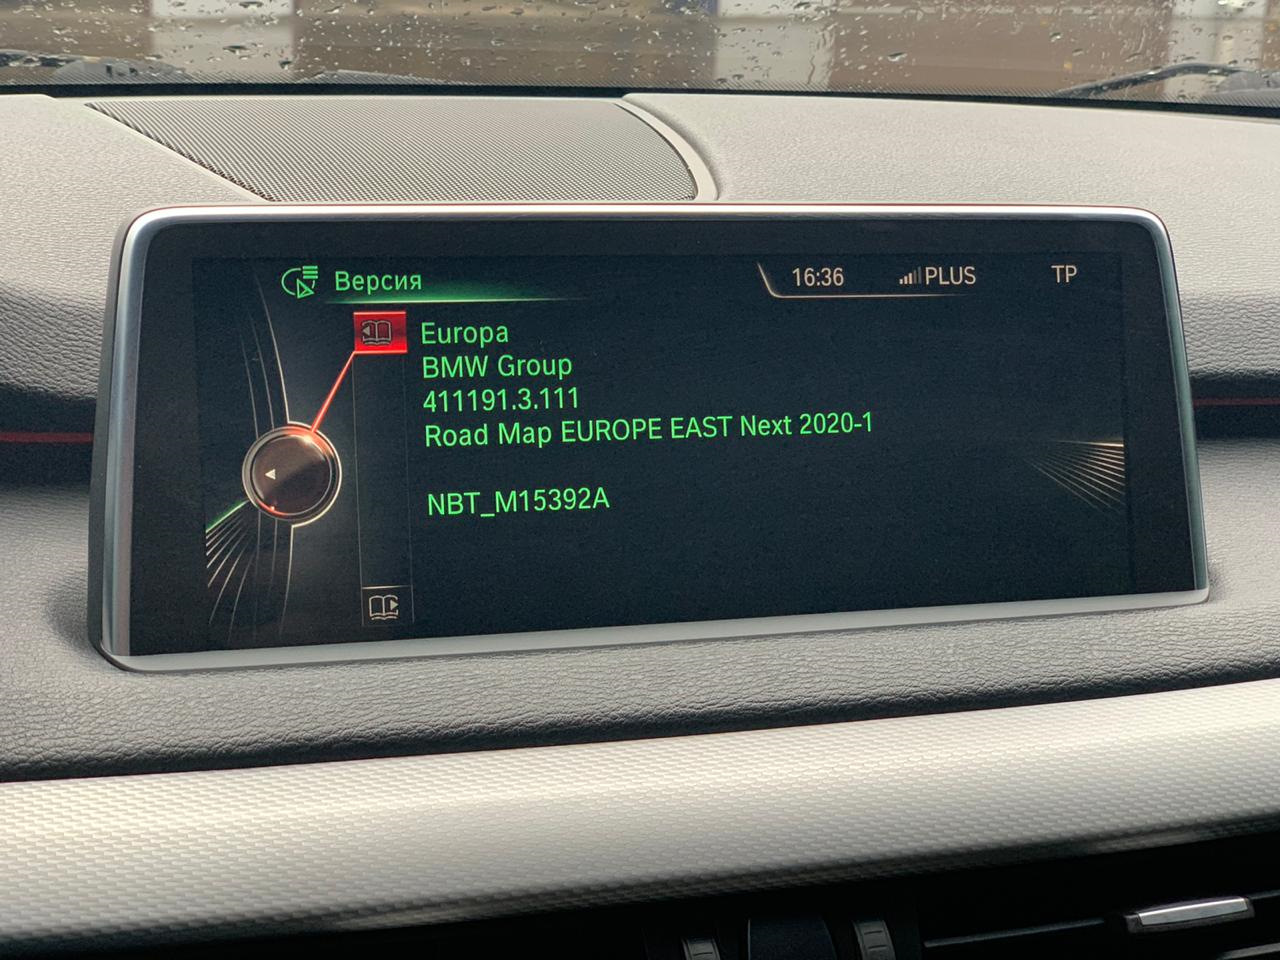 Версия
16:36
PLUS
TP
Europa
BMW Group
411191.3.111
Road Map EUROPE EAST Next 2020-1
NBT_M15392A